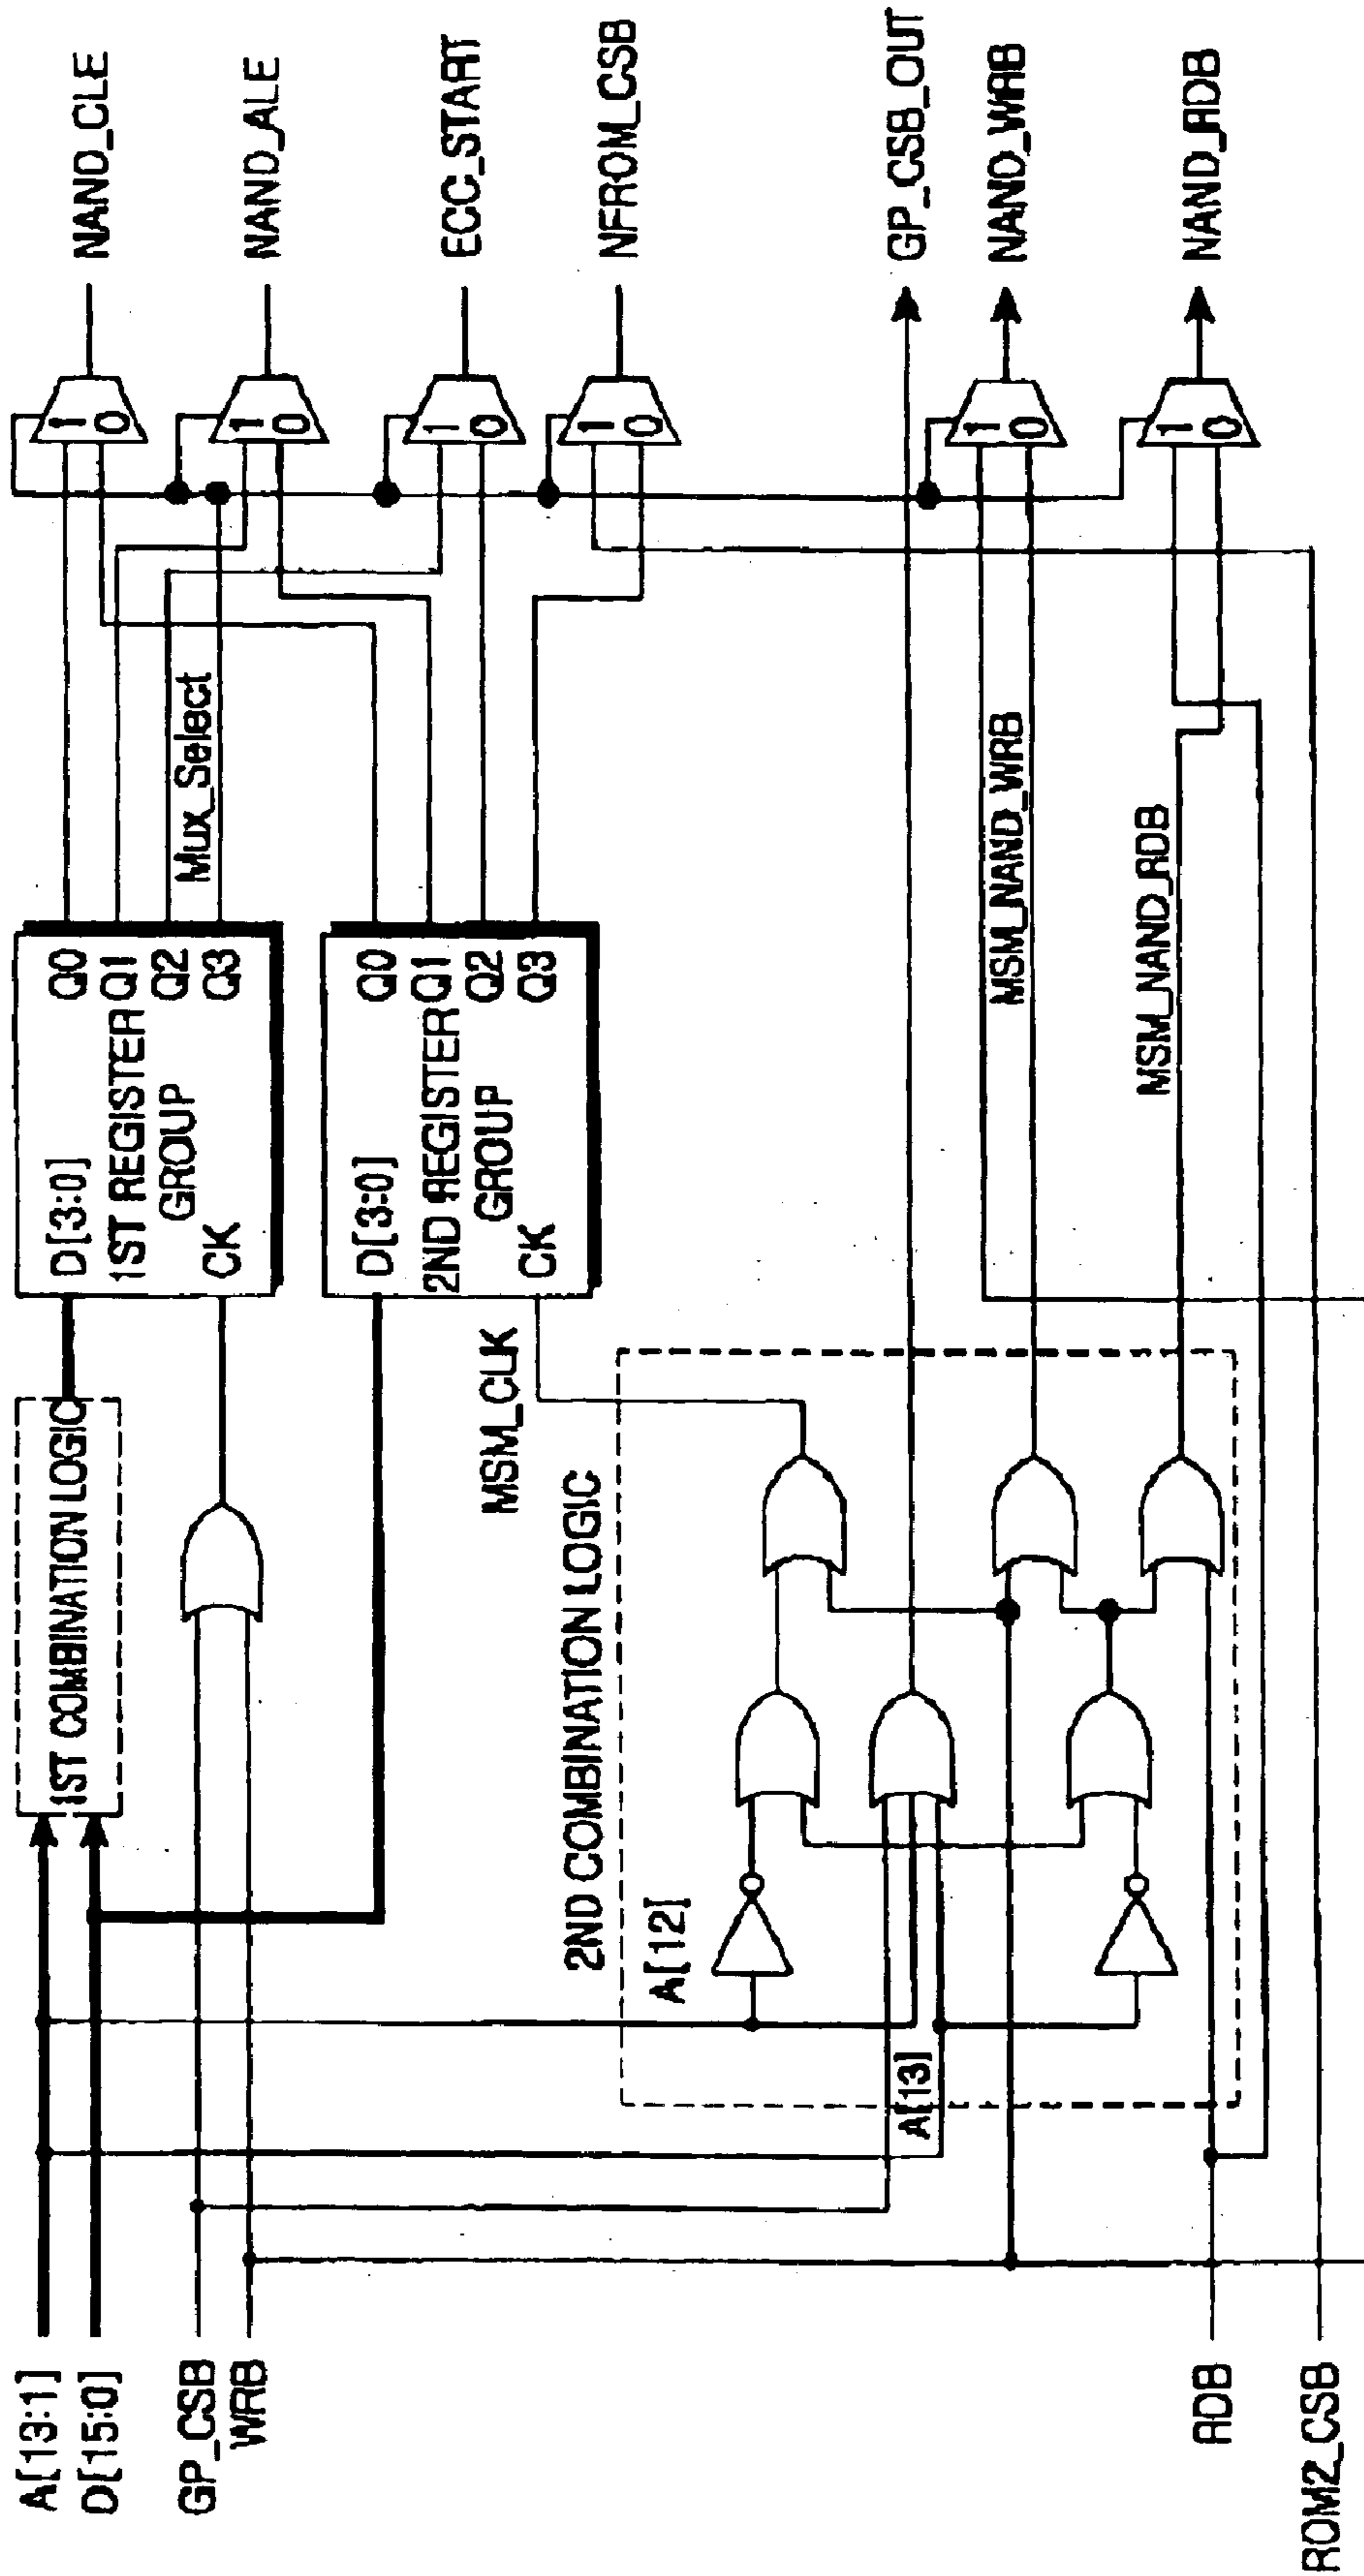 A[13:1]
D[15:0]
GP_CSB
WRB
RDB
ROM2_CSB
1ST COMBINATION LOGIC
D[3:0]
1ST REGISTER
GROUP
CK
Q0
Q1
Q2
Q3
Mux_Select
D[3:0]
2ND REGISTER
GROUP
CK
Q0
Q1
Q2
Q3
MSM_CLK
2ND COMBINATION LOGIC
A[12]
A[13]
MSM_NAND_WRB
MSM_NAND_RDB
1
0
NAND_CLE
1
0
NAND_ALE
1
0
ECC_START
1
0
NFROM_CSB
GP_CSB_OUT
1
0
NAND_WRB
1
0
NAND_RDB